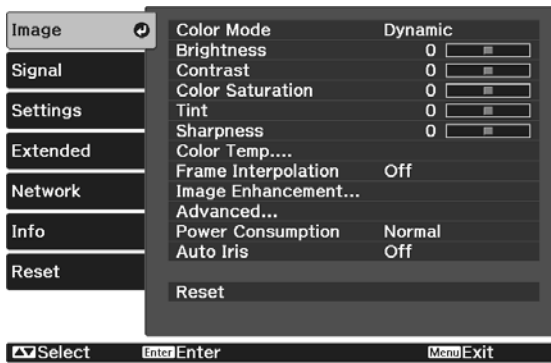 Image
Signal
Settings
Extended
Network
Info
Reset
Color Mode Dynamic
Brightness 0
Contrast 0
Color Saturation 0
Tint 0
Sharpness 0
Color Temp....
Frame Interpolation Off
Image Enhancement...
Advanced...
Power Consumption Normal
Auto Iris Off
Reset
Select Enter Enter Menu Exit